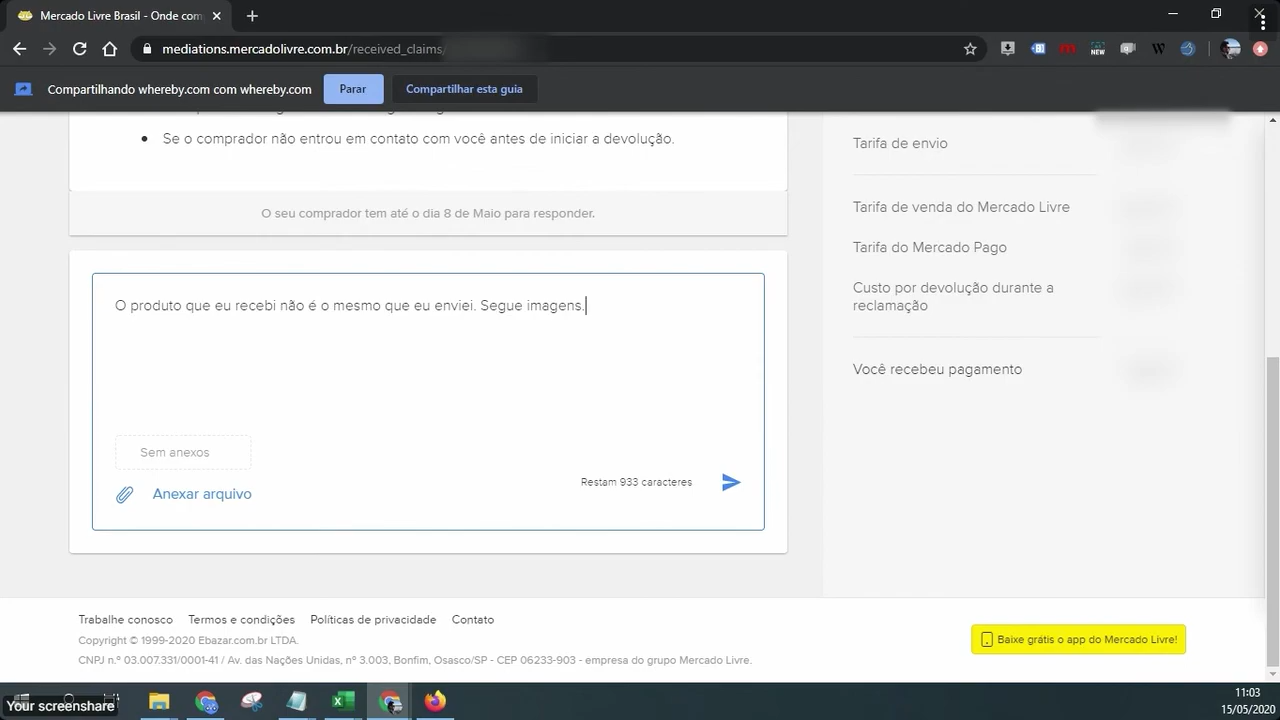 Mercado Livre Brasil - Onde com
mediations.mercadolivre.com.br/received_claims/
NEW
W
Compartilhando whereby.com com whereby.com
Parar
Compartilhar esta guia
Se o comprador não entrou em contato com você antes de iniciar a devolução.
O seu comprador tem até o dia 8 de Maio para responder.
O produto que eu recebi não é o mesmo que eu enviei. Segue imagens.
Sem anexos
Restam 933 caracteres
Anexar arquivo
Tarifa de envio
Tarifa de venda do Mercado Livre
Tarifa do Mercado Pago
Custo por devolução durante a
reclamação
Você recebeu pagamento
Trabalhe conosco Termos e condições Políticas de privacidade Contato
Copyright © 1999-2020 Ebazar.com.br LTDA.
CNPJ n.º 03.007.331/0001-41 / Av. das Nações Unidas, nº 3.003, Bonfim, Osasco/SP - CEP 06233-903 - empresa do grupo Mercado Livre.
Baixe grátis o app do Mercado Livre!
Your screenshare
11:03
15/05/2020